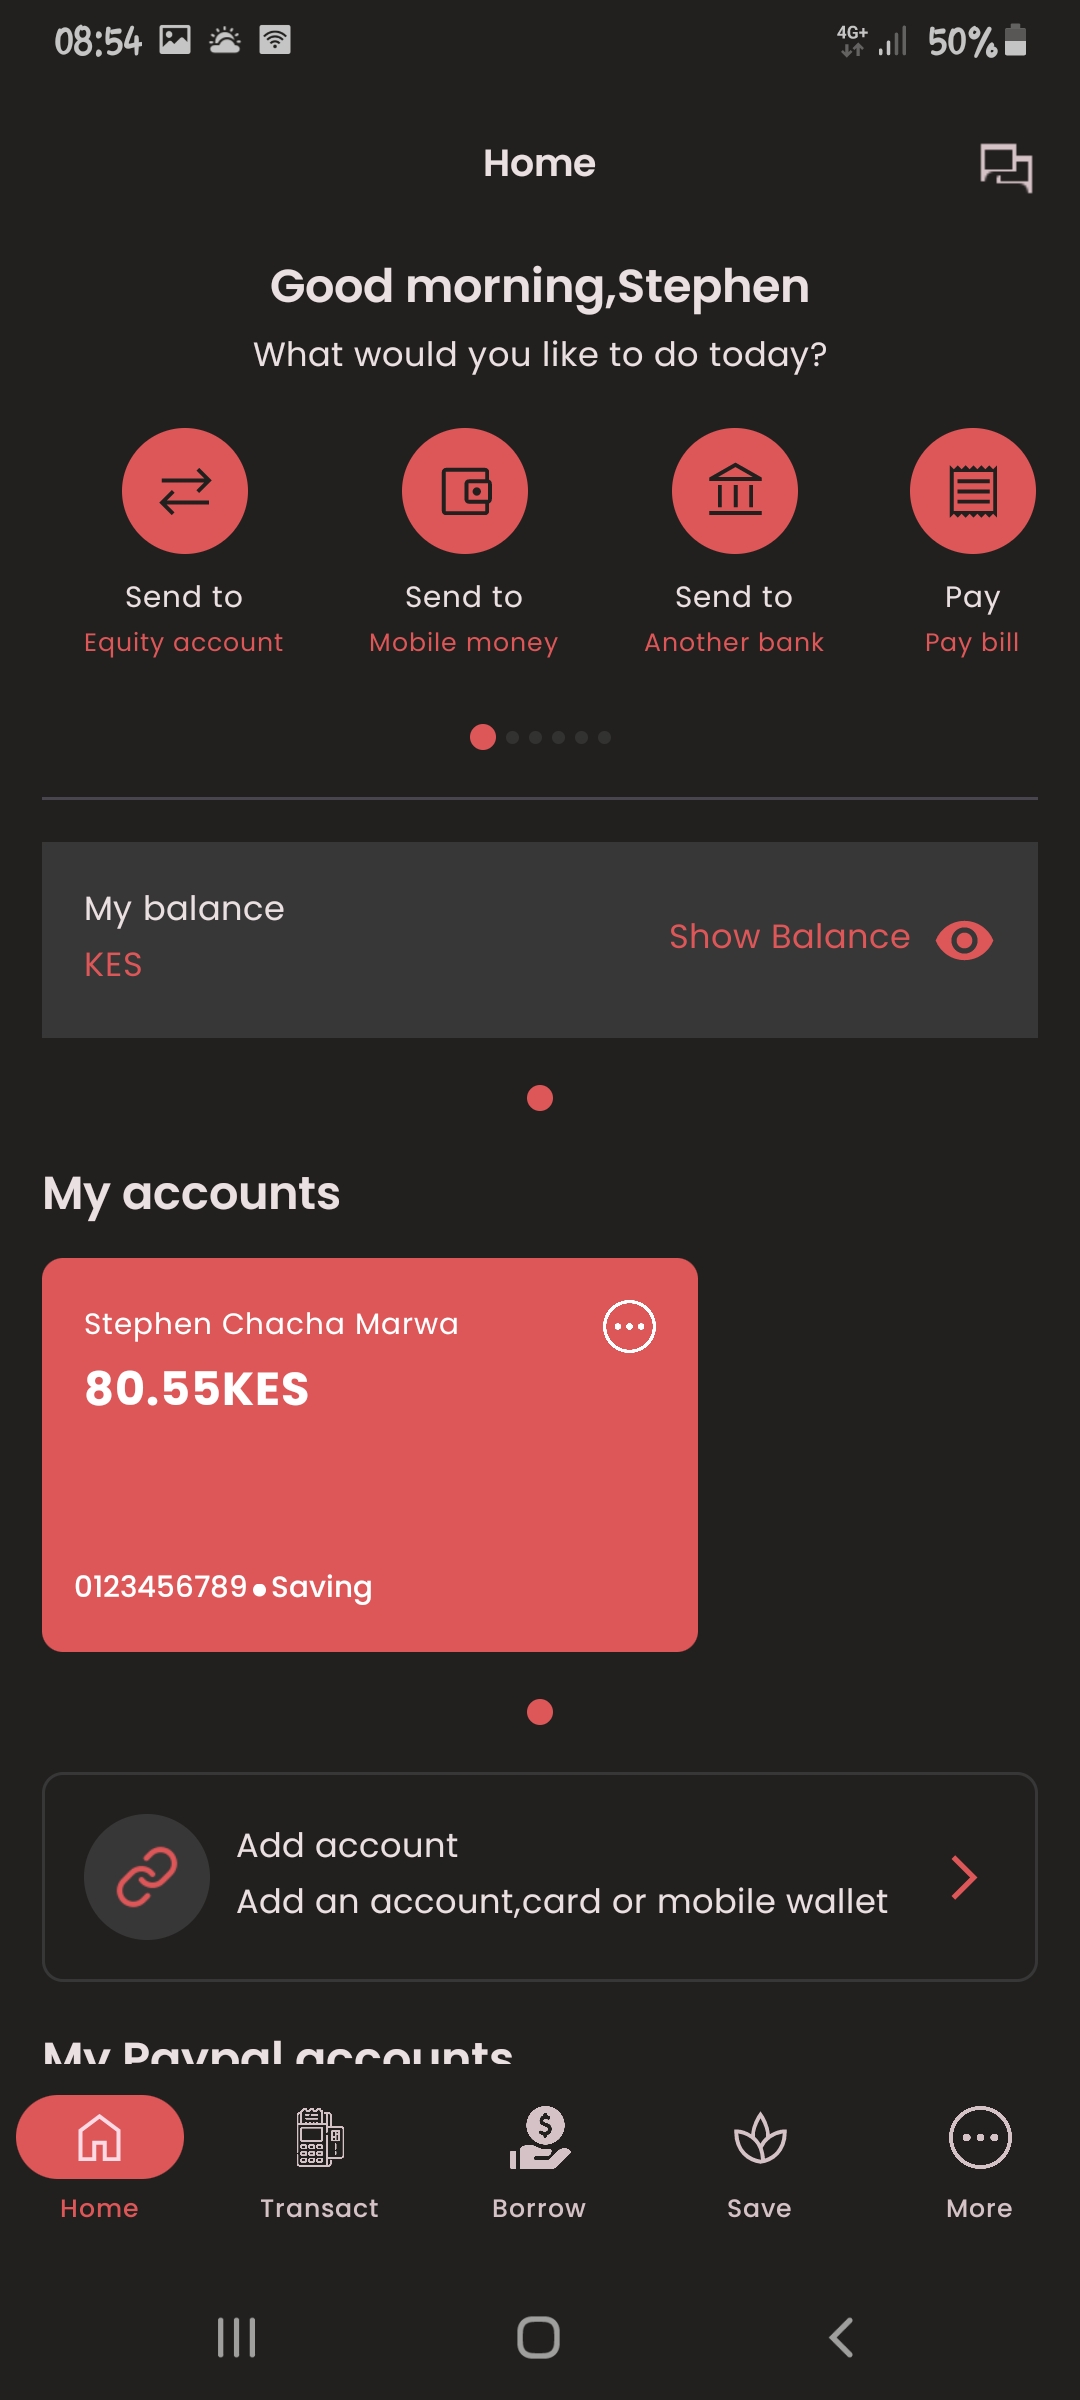 08:54
4G+ 50%
Home
Good morning,Stephen
What would you like to do today?
Send to Send to Send to Pay
Equity account Mobile money Another bank Pay bill
My balance
KES
Show Balance
My accounts
Stephen Chacha Marwa
80.55KES
0123456789●Saving
Add account
Add an account,card or mobile wallet
My Paypal accounts
$
Home Transact Borrow Save More